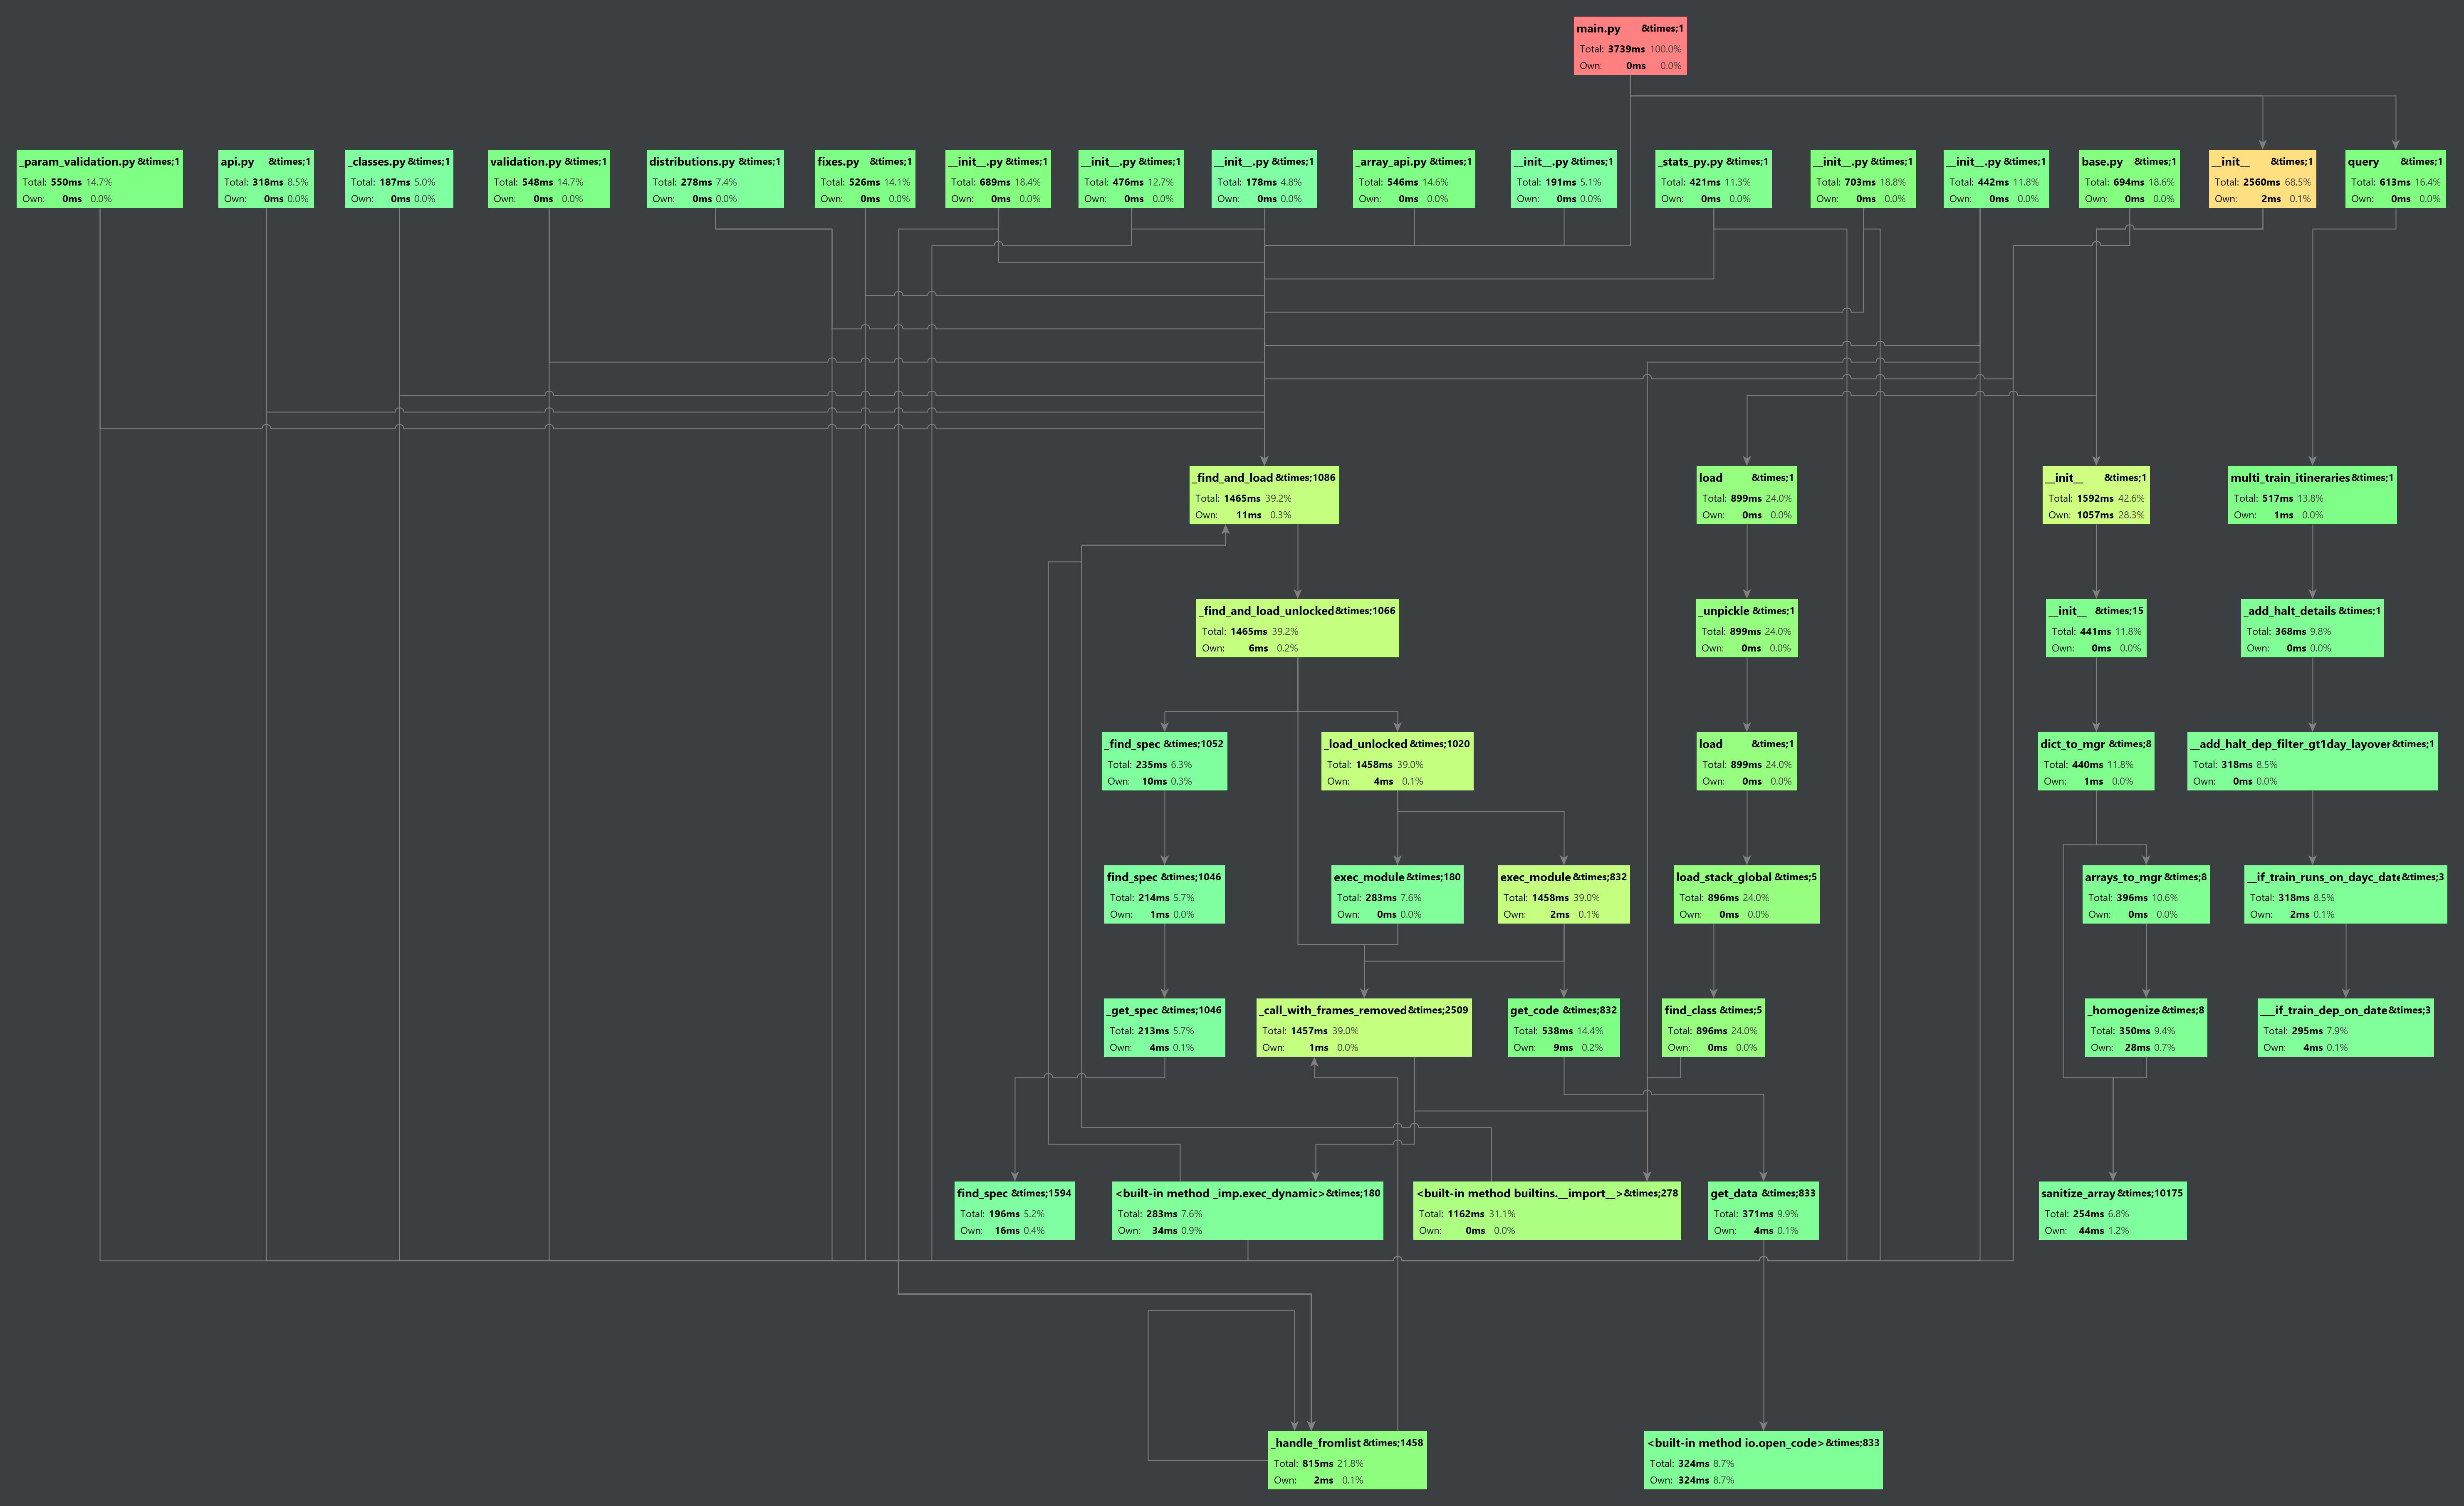 main.py &times;1
Total: 3739ms 100.0%
Own: 0ms 0.0%
_param_validation.py &times;1
Total: 550ms 14.7%
Own: 0ms 0.0%
api.py &times;1
Total: 318ms 8.5%
Own: 0ms 0.0%
_classes.py &times;1
Total: 187ms 5.0%
Own: 0ms 0.0%
validation.py &times;1
Total: 548ms 14.7%
Own: 0ms 0.0%
distributions.py &times;1
Total: 278ms 7.4%
Own: 0ms 0.0%
fixes.py &times;1
Total: 526ms 14.1%
Own: 0ms 0.0%
__init__.py &times;1
Total: 689ms 18.4%
Own: 0ms 0.0%
__init__.py &times;1
Total: 476ms 12.7%
Own: 0ms 0.0%
__init__.py &times;1
Total: 178ms 4.8%
Own: 0ms 0.0%
_array_api.py &times;1
Total: 546ms 14.6%
Own: 0ms 0.0%
__init__.py &times;1
Total: 191ms 5.1%
Own: 0ms 0.0%
_stats_py.py &times;1
Total: 421ms 11.3%
Own: 0ms 0.0%
__init__.py &times;1
Total: 703ms 18.8%
Own: 0ms 0.0%
__init__.py &times;1
Total: 442ms 11.8%
Own: 0ms 0.0%
base.py &times;1
Total: 694ms 18.6%
Own: 0ms 0.0%
__init__ &times;1
Total: 2560ms 68.5%
Own: 2ms 0.1%
query &times;1
Total: 613ms 16.4%
Own: 0ms 0.0%
_find_and_load &times;1086
Total: 1465ms 39.2%
Own: 11ms 0.3%
load &times;1
Total: 899ms 24.0%
Own: 0ms 0.0%
__init__ &times;1
Total: 1592ms 42.6%
Own: 1057ms 28.3%
multi_train_itineraries &times;1
Total: 517ms 13.8%
Own: 1ms 0.0%
_find_and_load_unlocked &times;1066
Total: 1465ms 39.2%
Own: 6ms 0.2%
_unpickle &times;1
Total: 899ms 24.0%
Own: 0ms 0.0%
__init__ &times;15
Total: 441ms 11.8%
Own: 0ms 0.0%
_add_halt_details &times;1
Total: 368ms 9.8%
Own: 0ms 0.0%
_find_spec &times;1052
Total: 235ms 6.3%
Own: 10ms 0.3%
_load_unlocked &times;1020
Total: 1458ms 39.0%
Own: 4ms 0.1%
load &times;1
Total: 899ms 24.0%
Own: 0ms 0.0%
dict_to_mgr &times;8
Total: 440ms 11.8%
Own: 1ms 0.0%
__add_halt_dep_filter_gt1day_layover &times;1
Total: 318ms 8.5%
Own: 0ms 0.0%
find_spec &times;1046
Total: 214ms 5.7%
Own: 1ms 0.0%
exec_module &times;180
Total: 283ms 7.6%
Own: 0ms 0.0%
exec_module &times;832
Total: 1458ms 39.0%
Own: 2ms 0.1%
load_stack_global &times;5
Total: 896ms 24.0%
Own: 0ms 0.0%
arrays_to_mgr &times;8
Total: 396ms 10.6%
Own: 0ms 0.0%
__if_train_runs_on_dayc_date &times;3
Total: 318ms 8.5%
Own: 2ms 0.1%
_get_spec &times;1046
Total: 213ms 5.7%
Own: 4ms 0.1%
_call_with_frames_removed &times;2509
Total: 1457ms 39.0%
Own: 1ms 0.0%
get_code &times;832
Total: 538ms 14.4%
Own: 9ms 0.2%
find_class &times;5
Total: 896ms 24.0%
Own: 0ms 0.0%
_homogenize &times;8
Total: 350ms 9.4%
Own: 28ms 0.7%
___if_train_dep_on_date &times;3
Total: 295ms 7.9%
Own: 4ms 0.1%
find_spec &times;1594
Total: 196ms 5.2%
Own: 16ms 0.4%
<built-in method _imp.exec_dynamic> &times;180
Total: 283ms 7.6%
Own: 34ms 0.9%
<built-in method builtins.__import__> &times;278
Total: 1162ms 31.1%
Own: 0ms 0.0%
get_data &times;833
Total: 371ms 9.9%
Own: 4ms 0.1%
sanitize_array &times;10175
Total: 254ms 6.8%
Own: 44ms 1.2%
_handle_fromlist &times;1458
Total: 815ms 21.8%
Own: 2ms 0.1%
<built-in method io.open_code> &times;833
Total: 324ms 8.7%
Own: 324ms 8.7%